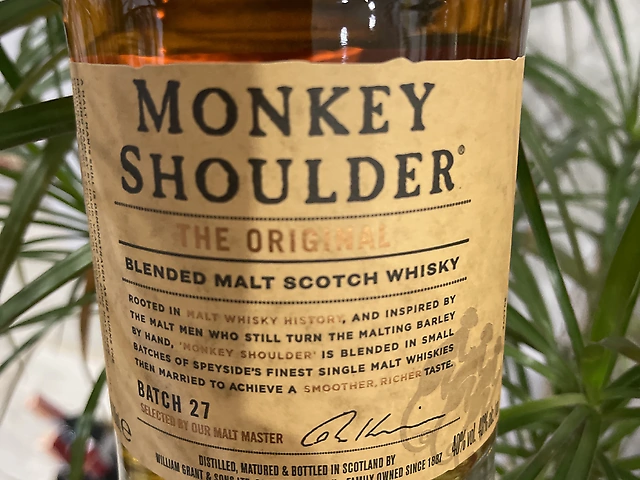 MONKEY
SHOULDER®
THE ORIGINAL
BLENDED MALT SCOTCH WHISKY
ROOTED IN MALT WHISKY HISTORY, AND INSPIRED BY
THE MALT MEN WHO STILL TURN THE MALTING BARLEY
BY HAND, 'MONKEY SHOULDER' IS BLENDED IN SMALL
BATCHES OF SPEYSIDE'S FINEST SINGLE MALT WHISKIES
THEN MARRIED TO ACHIEVE A SMOOTHER, RICHER TASTE.
BATCH 27
SELECTED BY OUR MALT MASTER
40% vol. 40%
DISTILLED, MATURED & BOTTLED IN SCOTLAND BY
WILLIAM GRANT & SONS FAMILY OWNED SINCE 1887